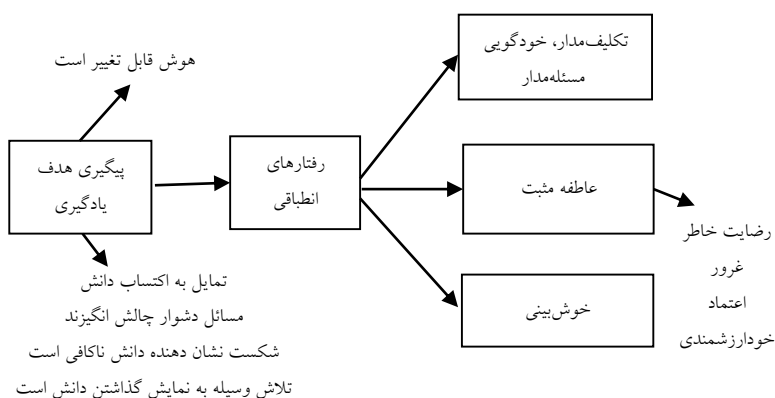 هوش قابل تغییر است
پیگیری هدف
یادگیری
تمایل به اکتساب دانش
مسائل دشوار چالش انگیزند
شکست نشان دهنده دانش ناکافی است
تلاش وسیله به نمایش گذاشتن دانش است
رفتارهای
انطباقی
تکلیف‌مدار، خودگویی
مسئله‌مدار
عاطفه مثبت
خوش‌بینی
رضایت خاطر
غرور
اعتماد
خودارزشمندی